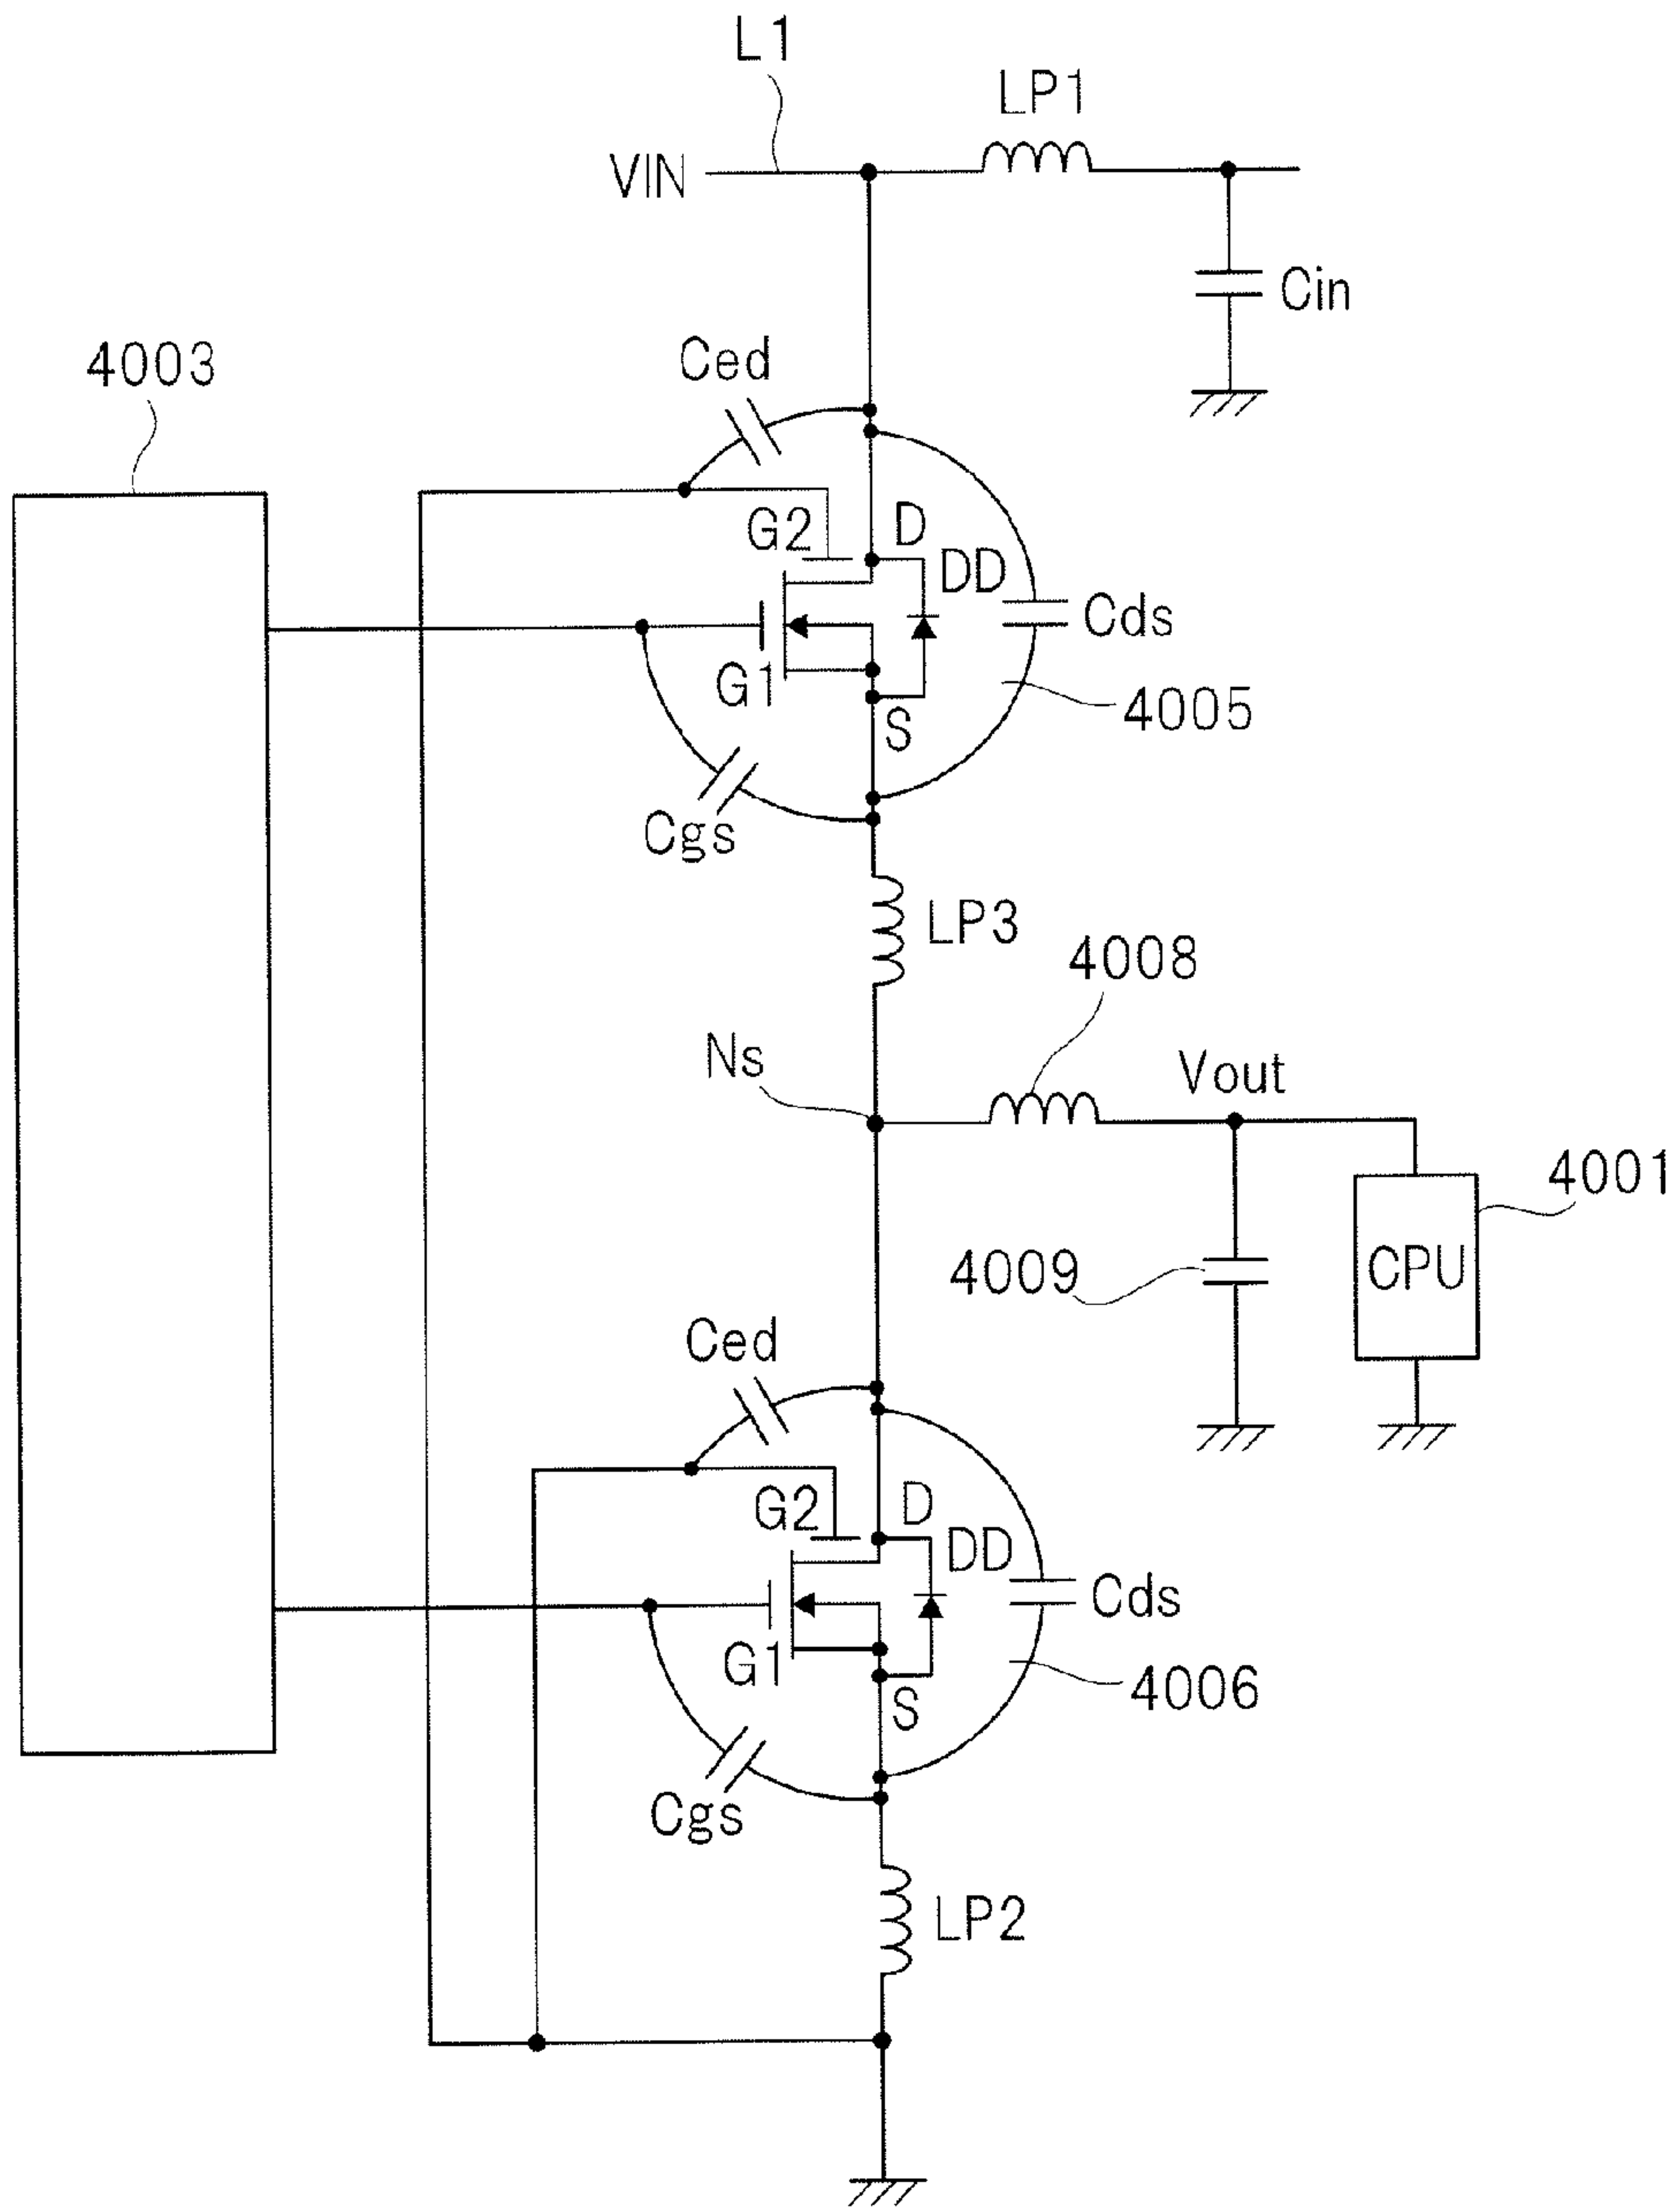 L1
LP1
VIN
Cin
4003
Ced
G2
D
DD
Cds
G1
4005
S
Cgs
LP3
4008
Ns
Vout
4001
CPU
4009
Ced
G2
D
DD
Cds
G1
4006
S
Cgs
LP2